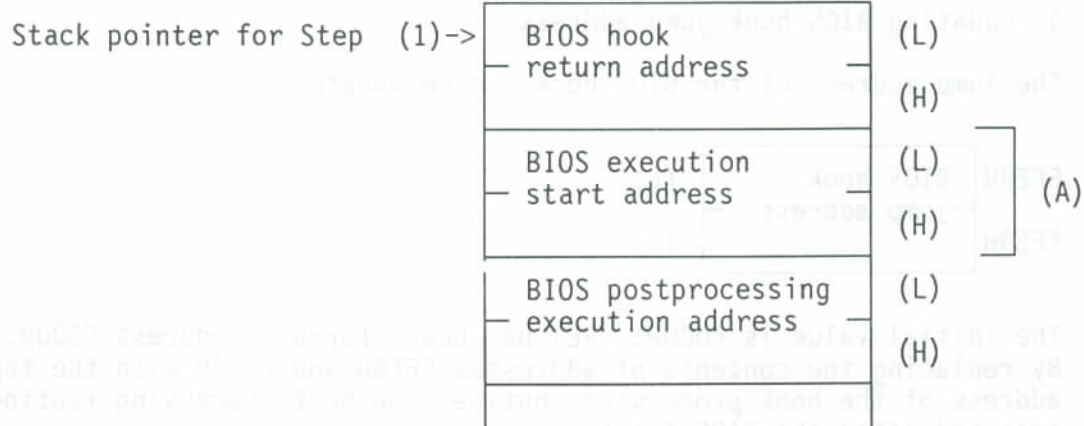 Stack pointer for Step (1)-> BIOS hook (L)
return address
(H)
BIOS execution (L)
start address (A)
(H)
BIOS postprocessing (L)
execution address
(H)